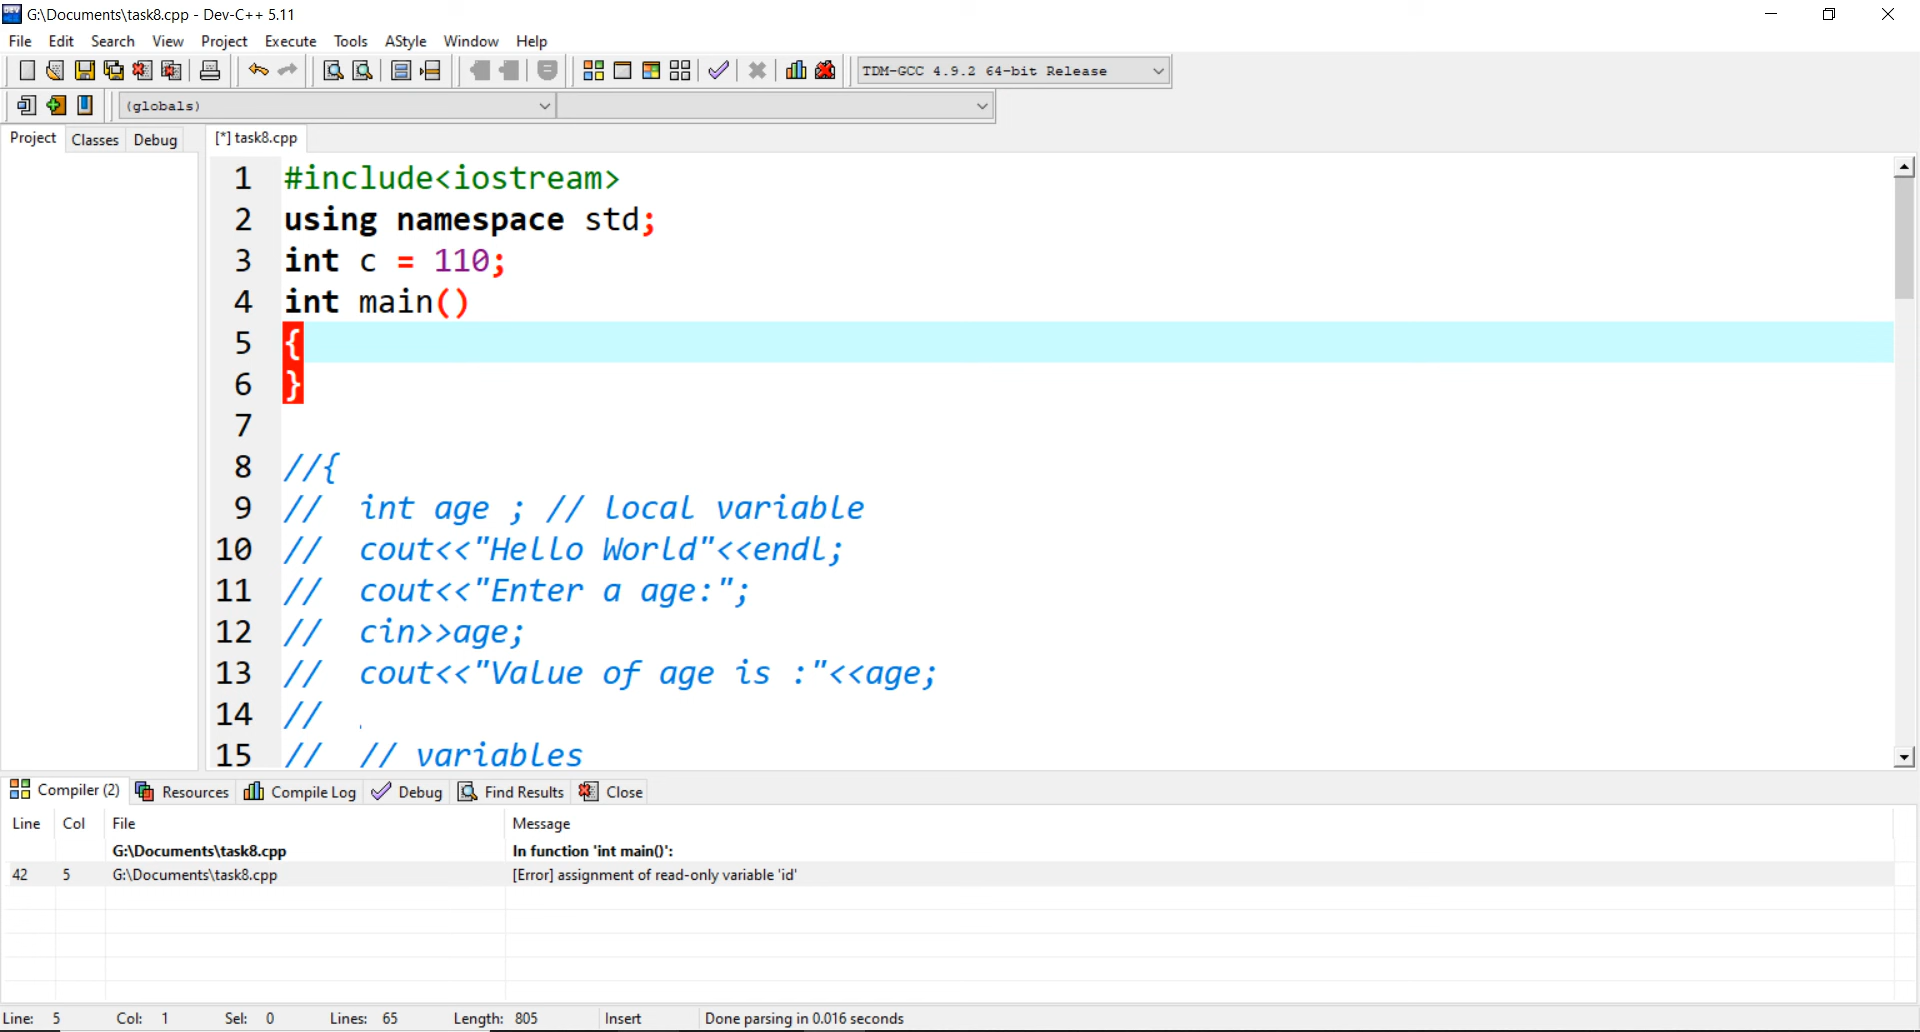 G:\Documents\task8.cpp - Dev-C++ 5.11
File Edit Search View Project Execute Tools AStyle Window Help
TDM-GCC 4.9.2 64-bit Release
(globals)
Project Classes Debug [*] task8.cpp
1 #include<iostream>
2 using namespace std;
3 int c = 110;
4 int main()
5 {
6 }
7
8 //{
9 // int age ; // local variable
10 // cout<<"Hello World"<<endl;
11 // cout<<"Enter a age:";
12 // cin>>age;
13 // cout<<"Value of age is :"<<age;
14 //
15 // // variables
Compiler (2) Resources Compile Log Debug Find Results Close
Line Col File Message
G:\Documents\task8.cpp In function 'int main()':
42 5 G:\Documents\task8.cpp [Error] assignment of read-only variable 'id'
Line: 5 Col: 1 Sel: 0 Lines: 65 Length: 805 Insert Done parsing in 0.016 seconds